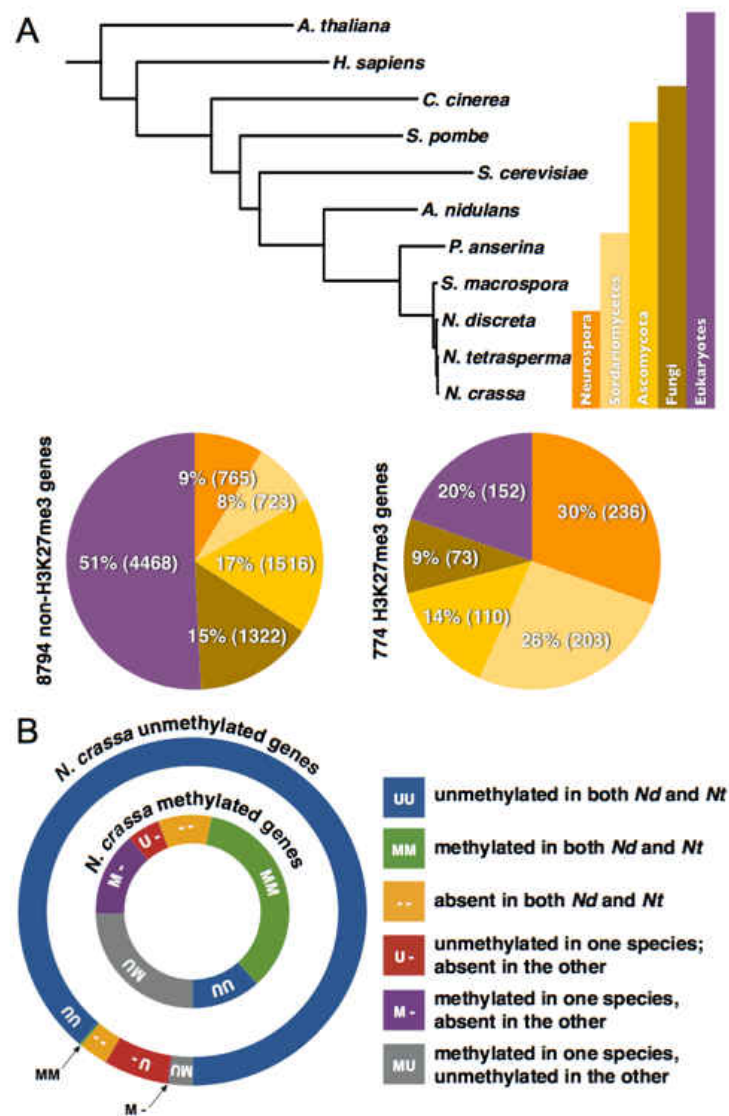 A
A. thaliana
H. sapiens
C. cinerea
S. pombe
S. cerevisiae
A. nidulans
P. anserina
S. macrospora
N. discreta
N. tetrasperma
N. crassa
Neurospora
Sordariomycetes
Ascomycota
Fungi
Eukaryotes
8794 non-H3K27me3 genes
9% (765)
8% (723)
17% (1516)
15% (1322)
51% (4468)
774 H3K27me3 genes
20% (152)
30% (236)
9% (73)
14% (110)
26% (203)
B
N. crassa unmethylated genes
N. crassa methylated genes
U -
- -
M -
MM
MU
UU
UU
- -
U -
MU
MM
M -
UU
unmethylated in both Nd and Nt
MM
methylated in both Nd and Nt
- -
absent in both Nd and Nt
U -
unmethylated in one species;
absent in the other
M -
methylated in one species,
absent in the other
MU
methylated in one species,
unmethylated in the other